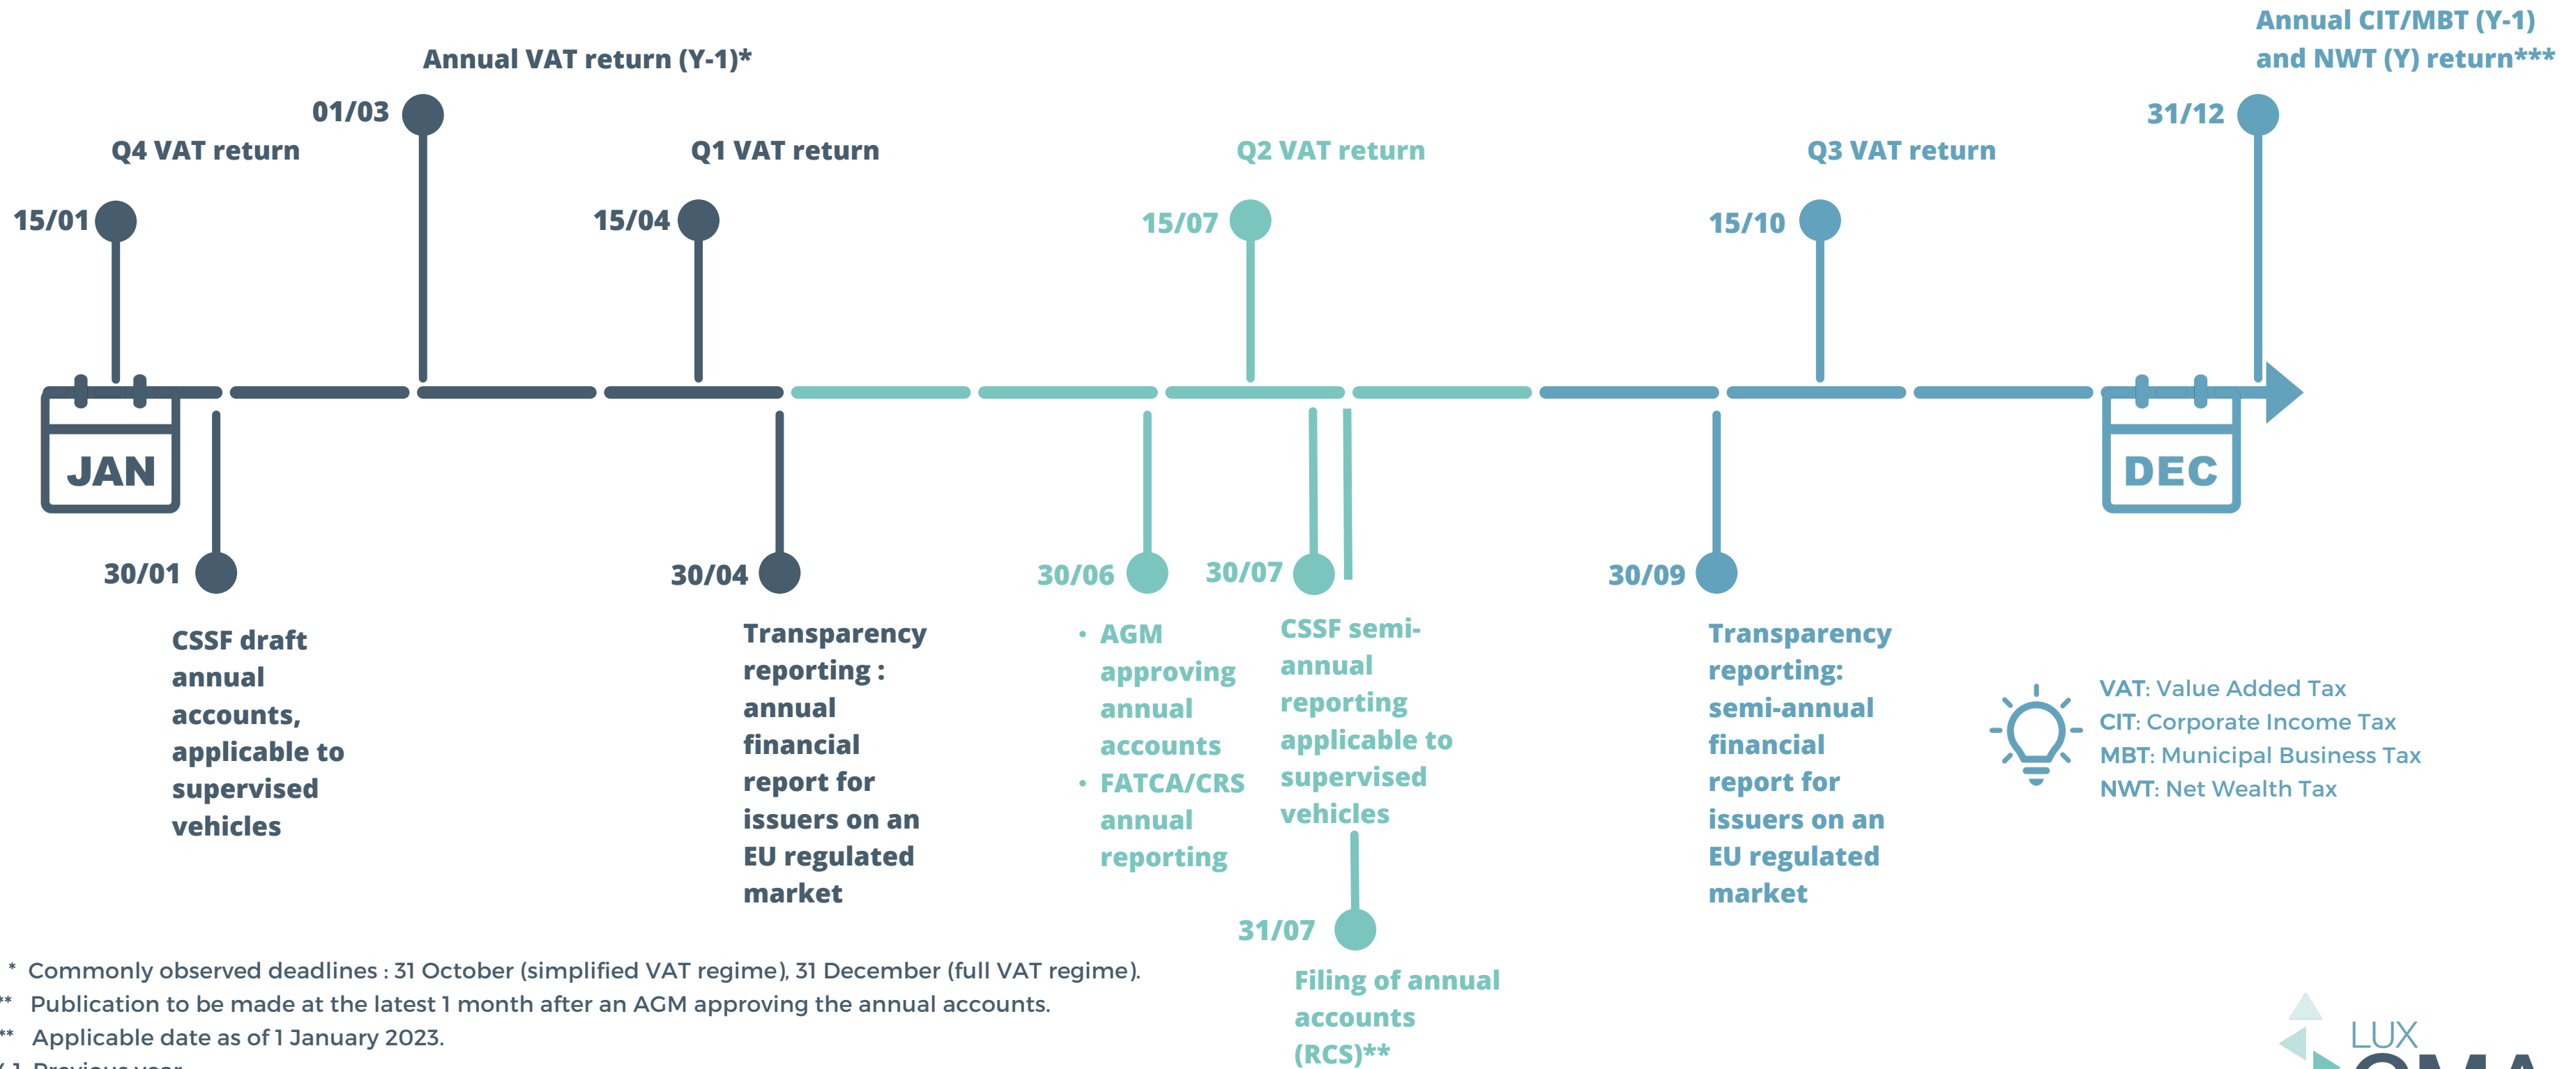 Annual CIT/MBT (Y-1)
and NWT (Y) return***
Annual VAT return (Y-1)*
01/03
31/12
Q4 VAT return
Q1 VAT return
Q2 VAT return
Q3 VAT return
15/01
15/04
15/07
15/10
JAN
DEC
30/01
30/04
30/06
30/07
30/09
CSSF draft
annual
accounts,
applicable to
supervised
vehicles
Transparency
reporting :
annual
financial
report for
issuers on an
EU regulated
market
• AGM
approving
annual
accounts
• FATCA/CRS
annual
reporting
CSSF semi-
annual
reporting
applicable to
supervised
vehicles
31/07
Filing of annual
accounts
(RCS)**
Transparency
reporting:
semi-annual
financial
report for
issuers on an
EU regulated
market
VAT: Value Added Tax
CIT: Corporate Income Tax
MBT: Municipal Business Tax
NWT: Net Wealth Tax
* Commonly observed deadlines : 31 October (simplified VAT regime), 31 December (full VAT regime).
** Publication to be made at the latest 1 month after an AGM approving the annual accounts.
** Applicable date as of 1 January 2023.
Previous year
LUX